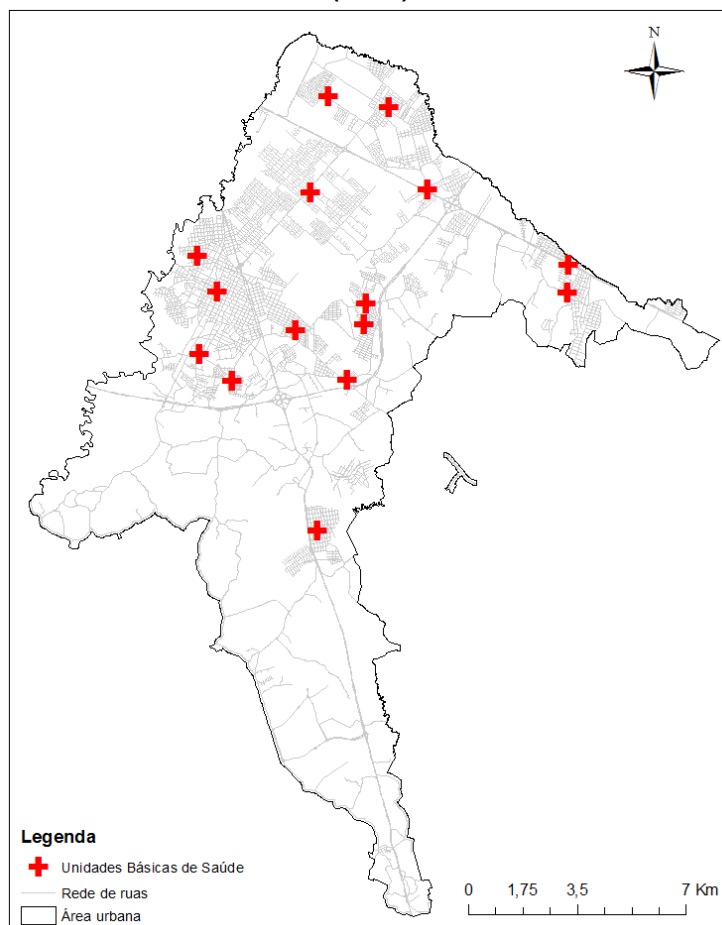 N
Legenda
Unidades Básicas de Saúde
Rede de ruas
Área urbana
0 1,75 3,5 7 Km